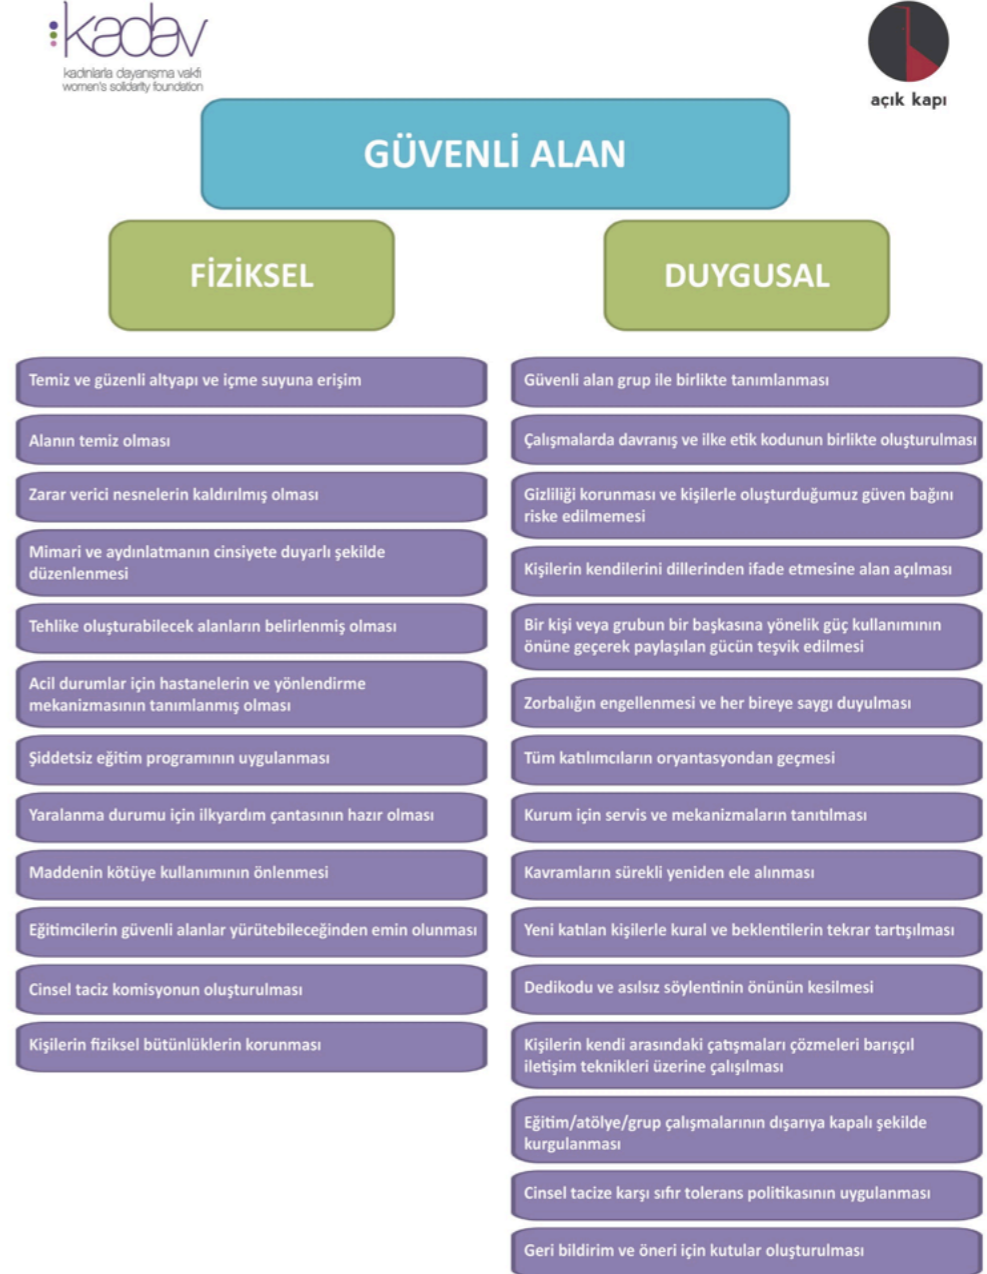 kadav
kadınlarla dayanışma vakfı
women's solidarity foundation
açık kapı
GÜVENLİ ALAN
FİZİKSEL
Temiz ve güzenli altyapı ve içme suyuna erişim
Alanın temiz olması
Zarar verici nesnelerin kaldırılmış olması
Mimari ve aydınlatmanın cinsiyete duyarlı şekilde
düzenlenmesi
Tehlike oluşturabilecek alanların belirlenmiş olması
Acil durumlar için hastanelerin ve yönlendirme
mekanizmasının tanımlanmış olması
Şiddetsiz eğitim programının uygulanması
Yaralanma durumu için ilkyardım çantasının hazır olması
Maddenin kötüye kullanımının önlenmesi
Eğitimcilerin güvenli alanlar yürütebileceğinden emin olunması
Cinsel taciz komisyonun oluşturulması
Kişilerin fiziksel bütünlüklerin korunması
DUYGUSAL
Güvenli alan grup ile birlikte tanımlanması
Çalışmalarda davranış ve ilke etik kodunun birlikte oluşturulması
Gizliliği korunması ve kişilerle oluşturduğumuz güven bağını
riske edilmemesi
Kişilerin kendilerini dillerinden ifade etmesine alan açılması
Bir kişi veya grubun bir başkasına yönelik güç kullanımının
önüne geçerek paylaşılan gücün teşvik edilmesi
Zorbalığın engellenmesi ve her bireye saygı duyulması
Tüm katılımcıların oryantasyondan geçmesi
Kurum için servis ve mekanizmaların tanıtılması
Kavramların sürekli yeniden ele alınması
Yeni katılan kişilerle kural ve beklentilerin tekrar tartışılması
Dedikodu ve asılsız söylentinin önünün kesilmesi
Kişilerin kendi arasındaki çatışmaları çözmeleri barışçıl
iletişim teknikleri üzerine çalışılması
Eğitim/atölye/grup çalışmalarının dışarıya kapalı şekilde
kurgulanması
Cinsel tacize karşı sıfır tolerans politikasının uygulanması
Geri bildirim ve öneri için kutular oluşturulması